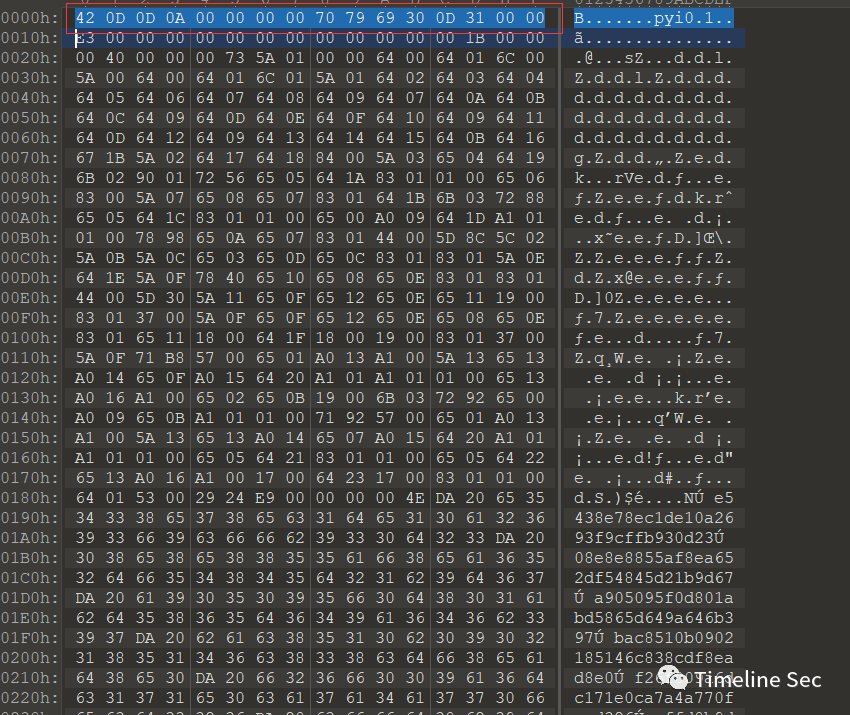 0000h: 42 0D 0D 0A 00 00 00 00 70 79 69 30 0D 31 00 00 B.......pyi0.1..
0010h: E3 00 00 00 00 00 00 00 00 00 00 00 00 1B 00 00 ã...............
0020h: 00 40 00 00 00 73 5A 01 00 00 64 00 64 01 6C 00 .@...sZ...d.d.l.
0030h: 5A 00 64 00 64 01 6C 01 5A 01 64 02 64 03 64 04 Z.d.d.l.Z.d.d.d.
0040h: 64 05 64 06 64 07 64 08 64 09 64 07 64 0A 64 0B d.d.d.d.d.d.d.d.
0050h: 64 0C 64 09 64 0D 64 0E 64 0F 64 10 64 09 64 11 d.d.d.d.d.d.d.d.
0060h: 64 0D 64 12 64 09 64 13 64 14 64 15 64 0B 64 16 d.d.d.d.d.d.d.d.
0070h: 67 1B 5A 02 64 17 64 18 84 00 5A 03 65 04 64 19 g.Z.d.d.„.Z.e.d.
0080h: 6B 02 90 01 72 56 65 05 64 1A 83 01 01 00 65 06 k...rVe.d.ƒ...e.
0090h: 83 00 5A 07 65 08 65 07 83 01 64 1B 6B 03 72 88 ƒ.Z.e.e.ƒ.d.k.rˆ
00A0h: 65 05 64 1C 83 01 01 00 65 00 A0 09 64 1D A1 01 e.d.ƒ...e. .d.¡.
00B0h: 01 00 78 98 65 0A 65 07 83 01 44 00 5D 8C 5C 02 ..x˜e.e.ƒ.D.]Œ\.
00C0h: 5A 0B 5A 0C 65 03 65 0D 65 0C 83 01 83 01 5A 0E Z.Z.e.e.e.ƒ.ƒ.Z.
00D0h: 64 1E 5A 0F 78 40 65 10 65 08 65 0E 83 01 83 01 d.Z.x@e.e.e.ƒ.ƒ.
00E0h: 44 00 5D 30 5A 11 65 0F 65 12 65 0E 65 11 19 00 D.]0Z.e.e.e.e...
00F0h: 83 01 37 00 5A 0F 65 0F 65 12 65 0E 65 08 65 0E ƒ.7.Z.e.e.e.e.e.
0100h: 83 01 65 11 18 00 64 1F 18 00 19 00 83 01 37 00 ƒ.e...d.....ƒ.7.
0110h: 5A 0F 71 B8 57 00 65 01 A0 13 A1 00 5A 13 65 13 Z.q¸W.e. .¡.Z.e.
0120h: A0 14 65 0F A0 15 64 20 A1 01 A1 01 01 00 65 13 .e. .d ¡.¡...e.
0130h: A0 16 A1 00 65 02 65 0B 19 00 6B 03 72 92 65 00 .¡.e.e...k.r’e.
0140h: A0 09 65 0B A1 01 01 00 71 92 57 00 65 01 A0 13 .e.¡...q’W.e. .
0150h: A1 00 5A 13 65 13 A0 14 65 07 A0 15 64 20 A1 01 ¡.Z.e. .e. .d ¡.
0160h: A1 01 01 00 65 05 64 21 83 01 01 00 65 05 64 22 ¡...e.d!ƒ...e.d"
0170h: 65 13 A0 16 A1 00 17 00 64 23 17 00 83 01 01 00 e. .¡...d#..ƒ...
0180h: 64 01 53 00 29 24 E9 00 00 00 00 4E DA 20 65 35 d.S.)$é....NÚ e5
0190h: 34 33 38 65 37 38 65 63 31 64 65 31 30 61 32 36 438e78ec1de10a26
01A0h: 39 33 66 39 63 66 66 62 39 33 30 64 32 33 DA 20 93f9cffb930d23Ú
01B0h: 30 38 65 38 65 38 38 35 35 61 66 38 65 61 36 35 08e8e8855af8ea65
01C0h: 32 64 66 35 34 38 34 35 64 32 31 62 39 64 36 37 2df54845d21b9d67
01D0h: DA 20 61 39 30 35 30 39 35 66 30 64 38 30 31 61 Ú a905095f0d801a
01E0h: 62 64 35 38 36 35 64 36 34 39 61 36 34 36 62 33 bd5865d649a646b3
01F0h: 39 37 DA 20 62 61 63 38 35 31 30 62 30 39 30 32 97Ú bac8510b0902
0200h: 31 38 35 31 34 36 63 38 33 38 63 64 66 38 65 61 185146c838cdf8ea
0210h: 64 38 65 30 DA 20 66 32 36 66 30 30 39 61 36 64 d8e0Ú
0220h: 63 31 37 31 65 30 63 61 37 61 34 61 37 37 30 66 c171e0ca7a4a770f
Timeline Sec